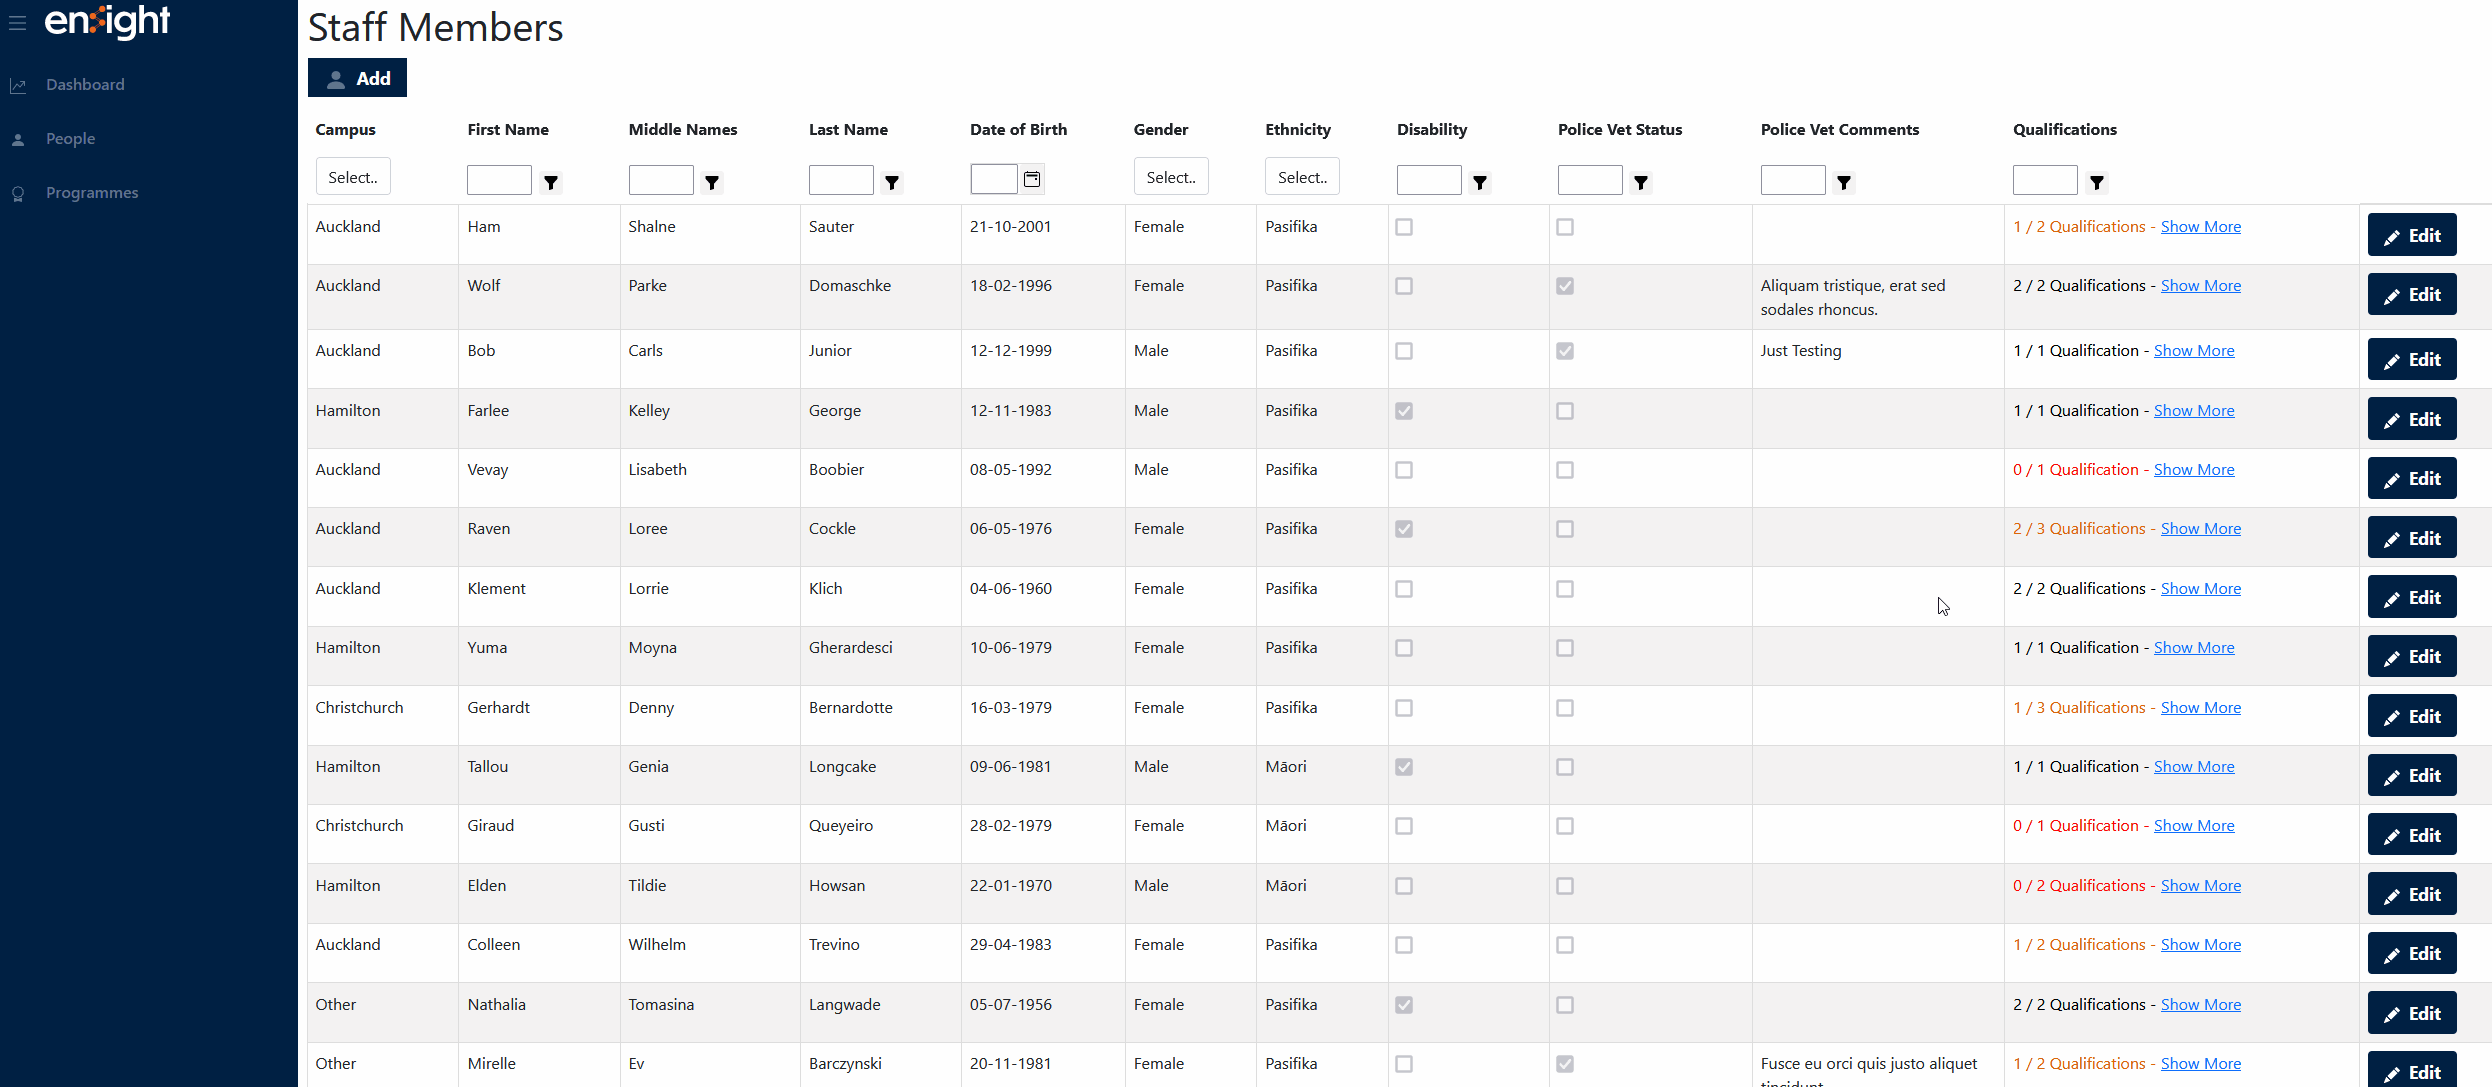 enright
Staff Members
Add
Dashboard
People
Programmes
Campus First Name Middle Names Last Name Date of Birth Gender Ethnicity Disability Police Vet Status Police Vet Comments Qualifications
Select.. Select.. Select..
Auckland Ham Shalne Sauter 21-10-2001 Female Pasifika 1 / 2 Qualifications - Show More Edit
Auckland Wolf Parke Domaschke 18-02-1996 Female Pasifika Aliquam tristique, erat sed 2 / 2 Qualifications - Show More Edit
sodales rhoncus.
Auckland Bob Carls Junior 12-12-1999 Male Pasifika Just Testing 1 / 1 Qualification - Show More Edit
Hamilton Farlee Kelley George 12-11-1983 Male Pasifika 1 / 1 Qualification - Show More Edit
Auckland Vevay Lisabeth Boobier 08-05-1992 Male Pasifika 0 / 1 Qualification - Show More Edit
Auckland Raven Loree Cockle 06-05-1976 Female Pasifika 2 / 3 Qualifications - Show More Edit
Auckland Klement Lorrie Klich 04-06-1960 Female Pasifika 2 / 2 Qualifications - Show More Edit
Hamilton Yuma Moyna Gherardesci 10-06-1979 Female Pasifika 1 / 1 Qualification - Show More Edit
Christchurch Gerhardt Denny Bernardotte 16-03-1979 Female Pasifika 1 / 3 Qualifications - Show More Edit
Hamilton Tallou Genia Longcake 09-06-1981 Male Māori 1 / 1 Qualification - Show More Edit
Christchurch Giraud Gusti Queyeiro 28-02-1979 Female Māori 0 / 1 Qualification - Show More Edit
Hamilton Elden Tildie Howsan 22-01-1970 Male Māori 0 / 2 Qualifications - Show More Edit
Auckland Colleen Wilhelm Trevino 29-04-1983 Female Pasifika 1 / 2 Qualifications - Show More Edit
Other Nathalia Tomasina Langwade 05-07-1956 Female Pasifika 2 / 2 Qualifications - Show More Edit
Other Mirelle Ev Barczynski 20-11-1981 Female Pasifika Fusce eu orci quis justo aliquet 1 / 2 Qualifications - Show More Edit